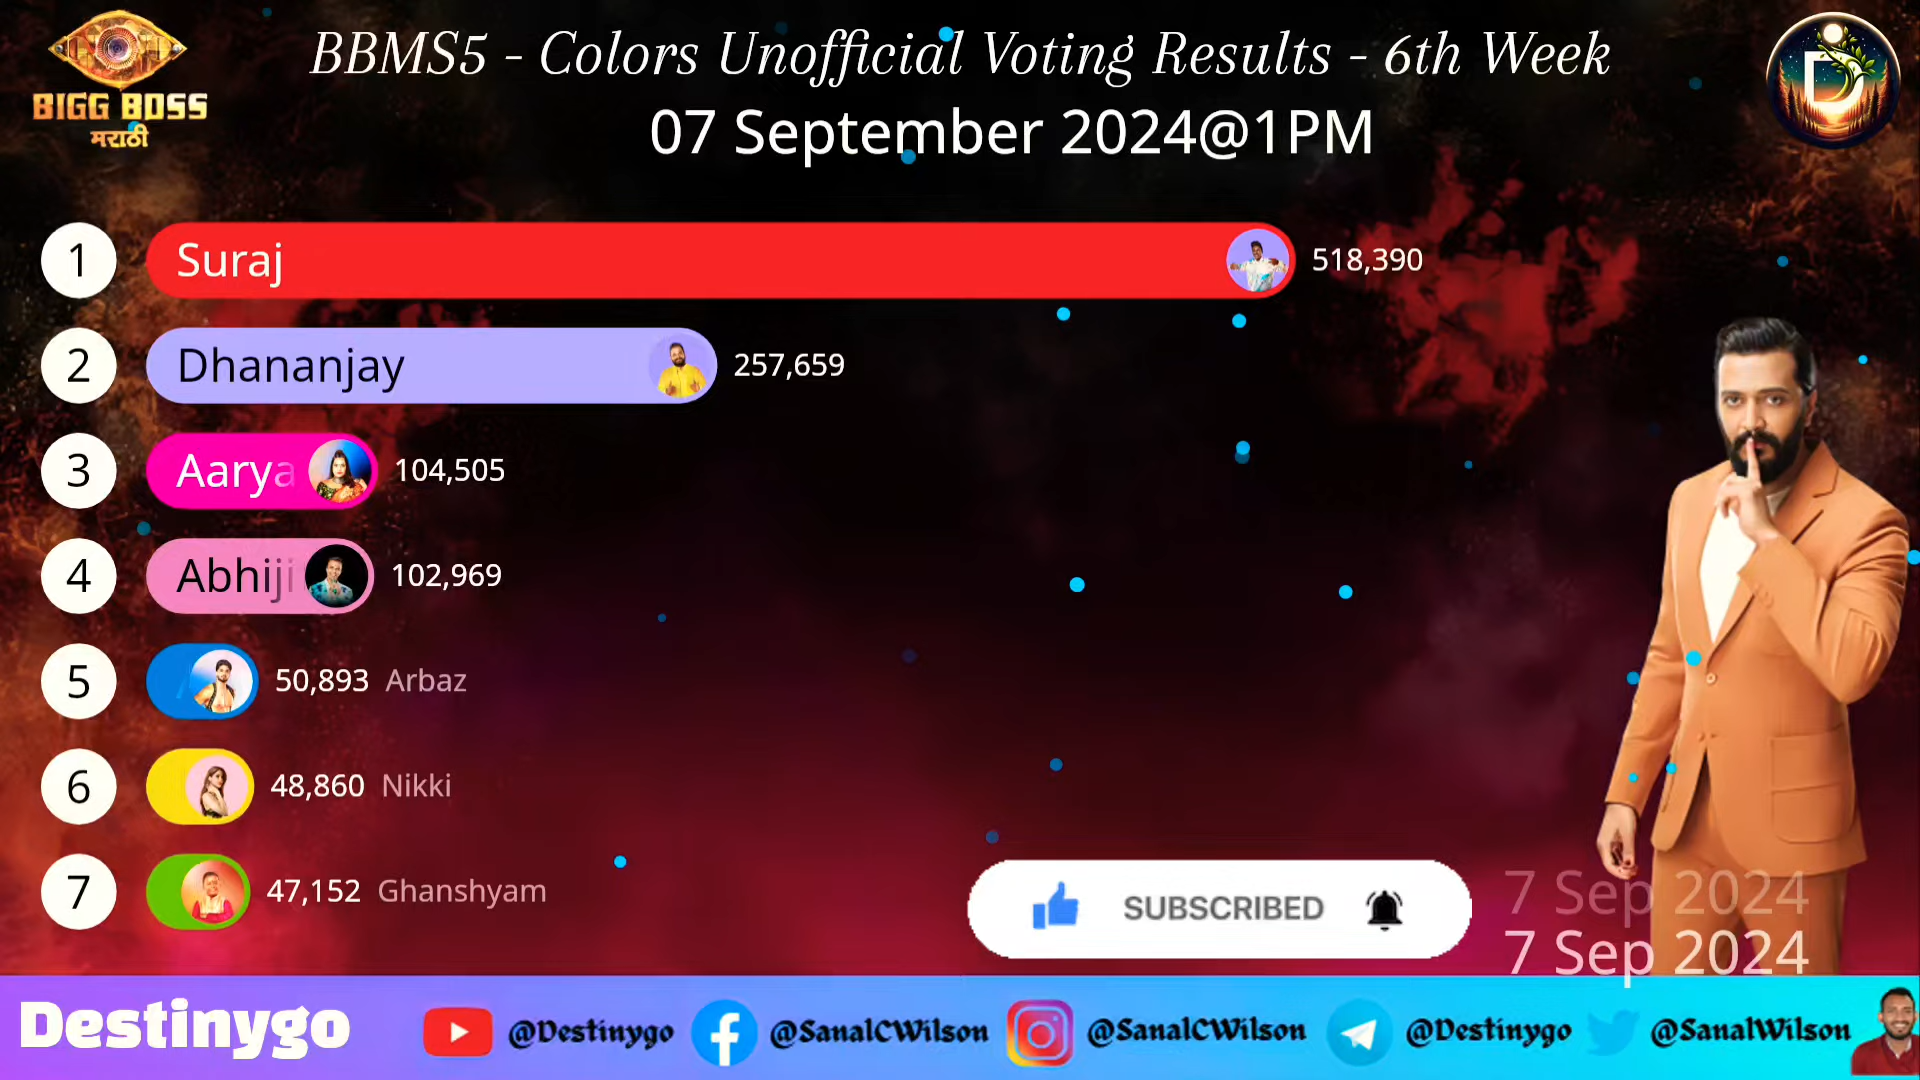 BBMS5 - Colors Unofficial Voting Results - 6th Week
07 September 2024@1PM
BIGG BOSS
मराठी
D
1 Suraj 518,390
2 Dhananjay 257,659
3 Aarya 104,505
4 Abhiji 102,969
5 50,893 Arbaz
6 48,860 Nikki
7 47,152 Ghanshyam
SUBSCRIBED
7 Sep 2024
7 Sep 2024
Destinygo @Destinygo @SanalCWilson @SanalCWilson @Destinygo @SanalWilson